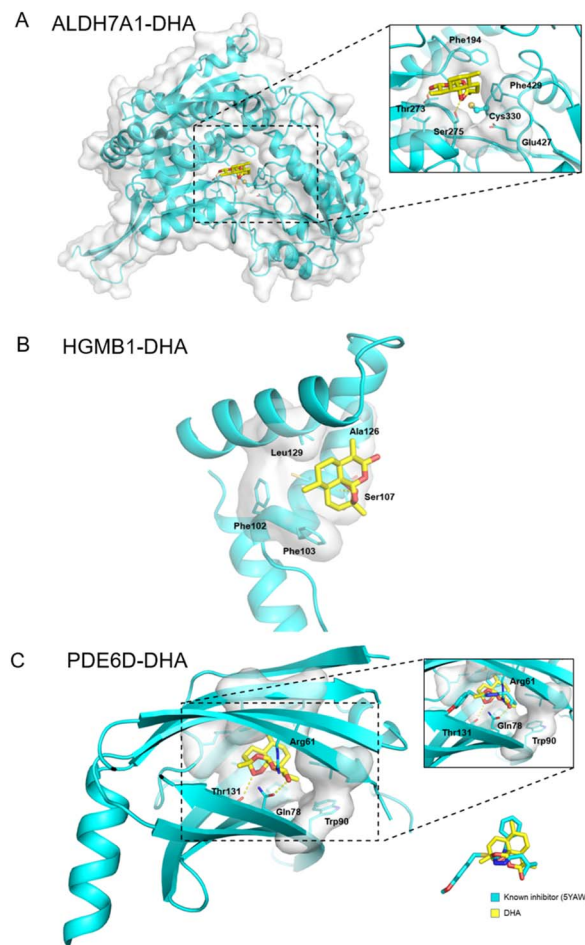 A
ALDH7A1-DHA
Phe194
Phe429
Thr273
Cys330
Ser275
Glu427
B
HGMB1-DHA
Ala126
Leu129
Ser107
Phe102
Phe103
C
PDE6D-DHA
Arg61
Thr131
Gln78
Trp90
Arg61
Gln78
Thr131
Trp90
Known inhibitor (5YAW)
DHA